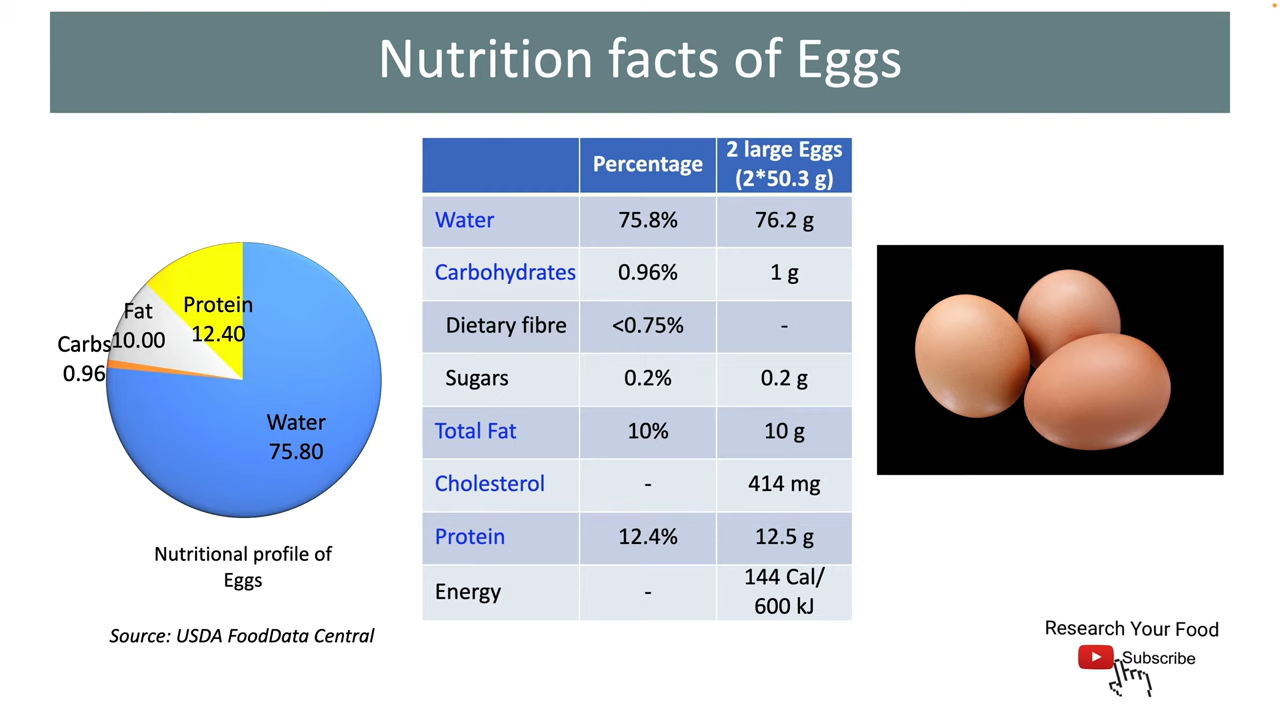 Nutrition facts of Eggs
Protein
12.40
Fat
10.00
Carbs
0.96
Water
75.80
Nutritional profile of
Eggs
Source: USDA FoodData Central
Percentage
2 large Eggs
(2*50.3 g)
Water 75.8% 76.2 g
Carbohydrates 0.96% 1 g
Dietary fibre <0.75% -
Sugars 0.2% 0.2 g
Total Fat 10% 10 g
Cholesterol - 414 mg
Protein 12.4% 12.5 g
Energy - 144 Cal/
600 kJ
Research Your Food
Subscribe